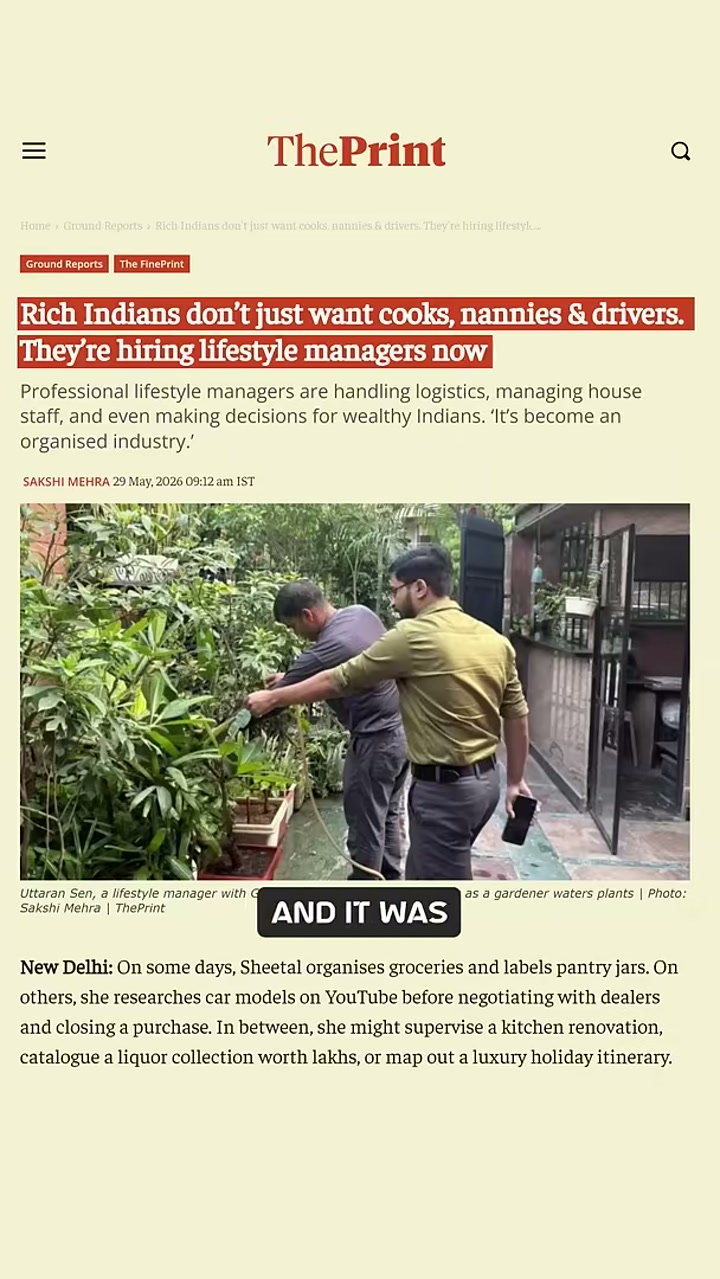 ThePrint
Home › Ground Reports › Rich Indians don't just want cooks, nannies & drivers. They're hiring lifestyl...
Ground Reports The FinePrint
Rich Indians don’t just want cooks, nannies & drivers.
They’re hiring lifestyle managers now
Professional lifestyle managers are handling logistics, managing house
staff, and even making decisions for wealthy Indians. ‘It’s become an
organised industry.’
SAKSHI MEHRA 29 May, 2026 09:12 am IST
Uttaran Sen, a lifestyle manager with as a gardener waters plants | Photo:
Sakshi Mehra | ThePrint
AND IT WAS
New Delhi: On some days, Sheetal organises groceries and labels pantry jars. On
others, she researches car models on YouTube before negotiating with dealers
and closing a purchase. In between, she might supervise a kitchen renovation,
catalogue a liquor collection worth lakhs, or map out a luxury holiday itinerary.